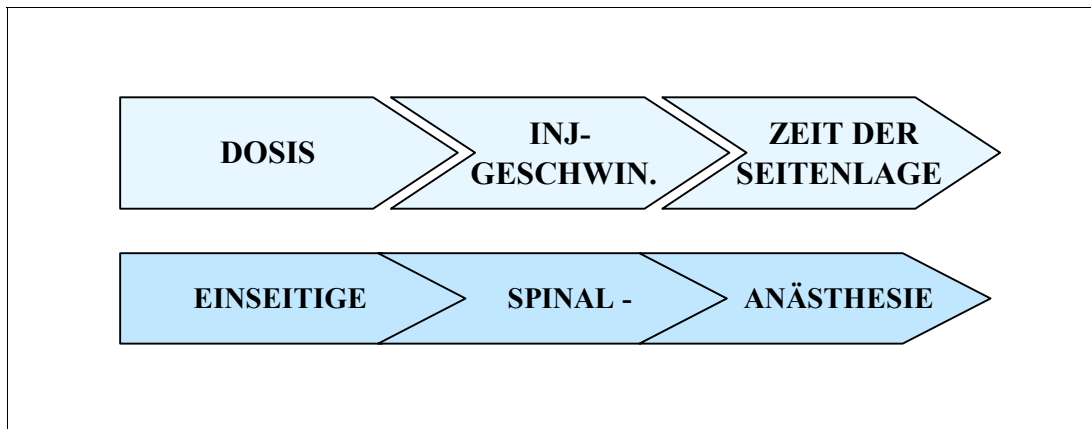 DOSIS
INJ-
GESCHWIN.
ZEIT DER
SEITENLAGE
EINSEITIGE
SPINAL -
ANÄSTHESIE